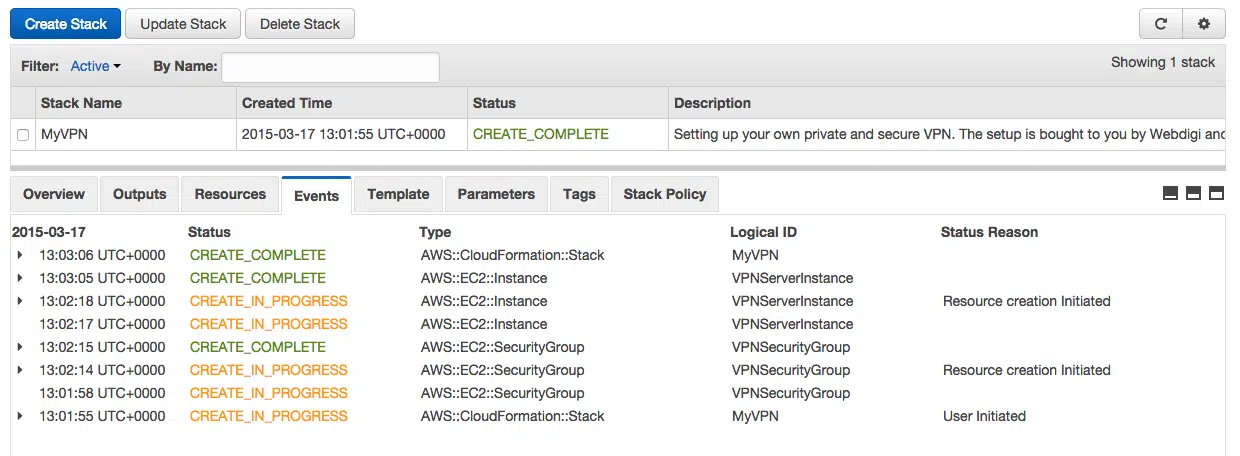 Create Stack Update Stack Delete Stack
Filter: Active By Name: Showing 1 stack
Stack Name Created Time Status Description
MyVPN 2015-03-17 13:01:55 UTC+0000 CREATE_COMPLETE Setting up your own private and secure VPN. The setup is bought to you by Webdigi and
Overview Outputs Resources Events Template Parameters Tags Stack Policy
2015-03-17 Status Type Logical ID Status Reason
13:03:06 UTC+0000 CREATE_COMPLETE AWS::CloudFormation::Stack MyVPN
13:03:05 UTC+0000 CREATE_COMPLETE AWS::EC2::Instance VPNServerInstance
13:02:18 UTC+0000 CREATE_IN_PROGRESS AWS::EC2::Instance VPNServerInstance Resource creation Initiated
13:02:17 UTC+0000 CREATE_IN_PROGRESS AWS::EC2::Instance VPNServerInstance
13:02:15 UTC+0000 CREATE_COMPLETE AWS::EC2::SecurityGroup VPNSecurityGroup
13:02:14 UTC+0000 CREATE_IN_PROGRESS AWS::EC2::SecurityGroup VPNSecurityGroup Resource creation Initiated
13:01:58 UTC+0000 CREATE_IN_PROGRESS AWS::EC2::SecurityGroup VPNSecurityGroup
13:01:55 UTC+0000 CREATE_IN_PROGRESS AWS::CloudFormation::Stack MyVPN User Initiated